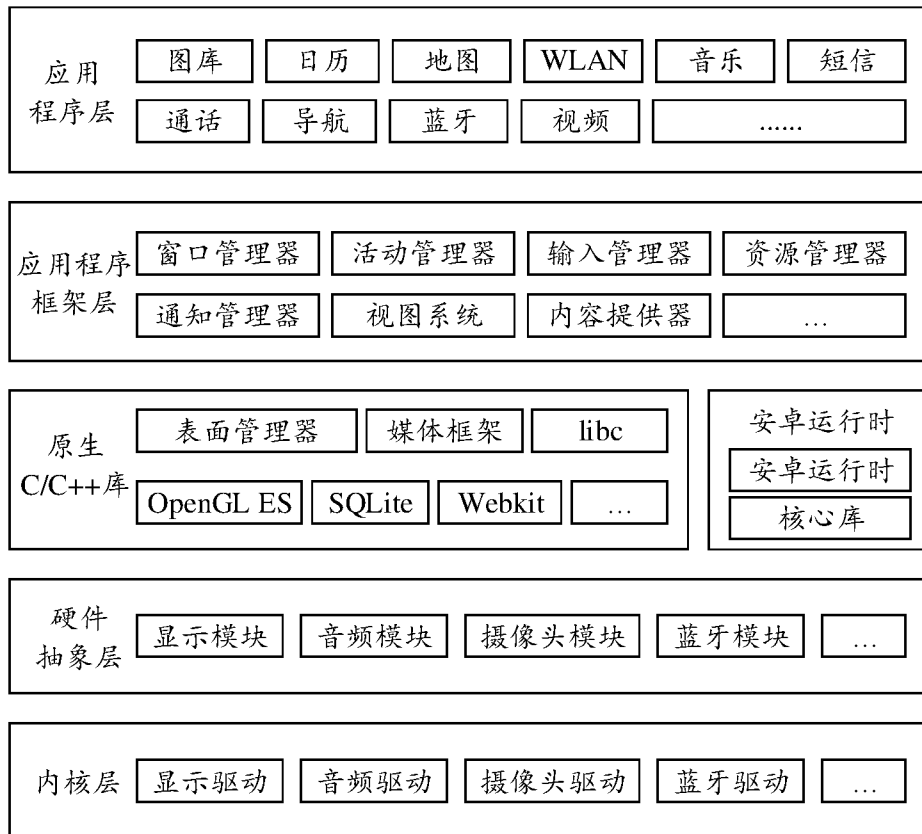 应用
程序层
图库 日历 地图 WLAN 音乐 短信
通话 导航 蓝牙 视频 ......
应用程序
框架层
窗口管理器 活动管理器 输入管理器 资源管理器
通知管理器 视图系统 内容提供器 ...
原生
C/C++库
表面管理器 媒体框架 libc
OpenGL ES SQLite Webkit ...
安卓运行时
安卓运行时
核心库
硬件
抽象层
显示模块 音频模块 摄像头模块 蓝牙模块 ...
内核层 显示驱动 音频驱动 摄像头驱动 蓝牙驱动 ...